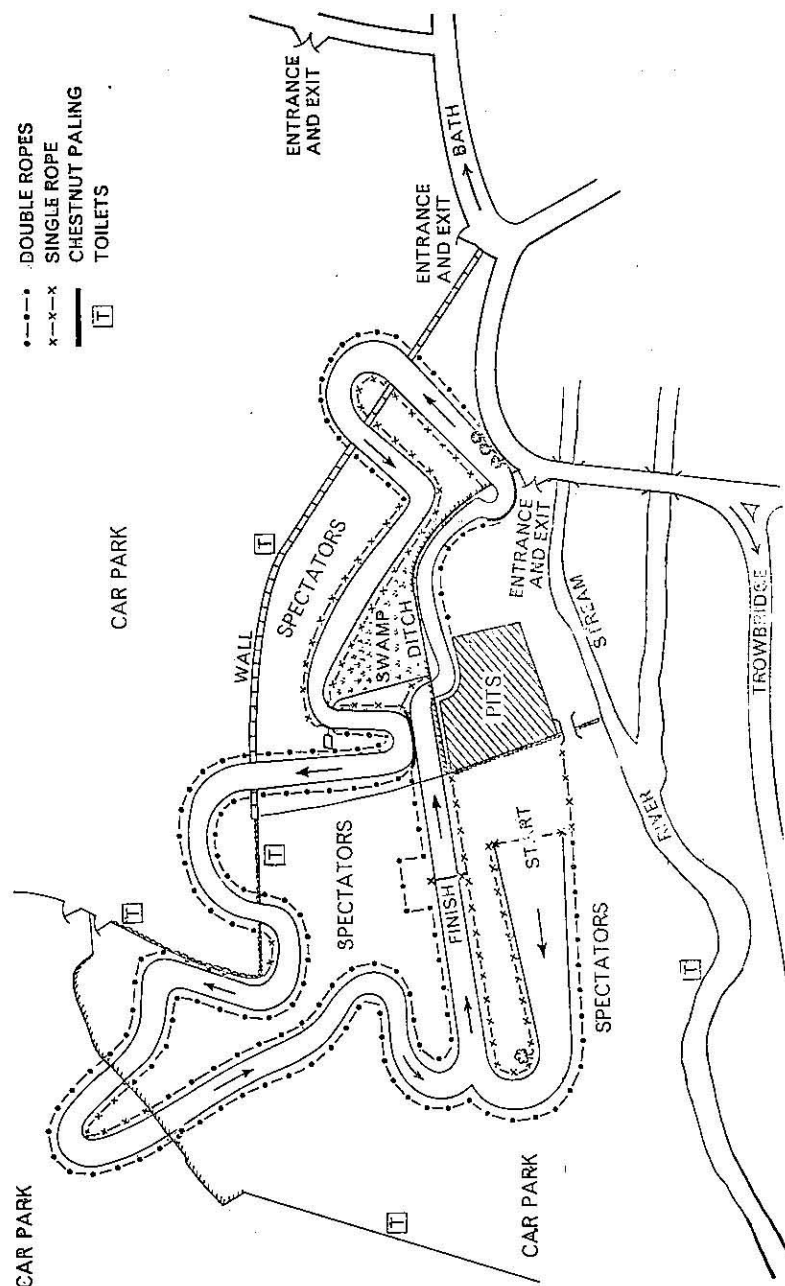 DOUBLE ROPES
SINGLE ROPE
CHESTNUT PALING
T TOILETS
ENTRANCE
AND EXIT
BATH
ENTRANCE
AND EXIT
CAR PARK
WALL
T
SPECTATORS
SWAMP
DITCH
ENTRANCE
AND EXIT
STREAM
PITS
TROWBRIDGE
RIVER
T
SPECTATORS
START
FINISH
T
SPECTATORS
T
CAR PARK
T
CAR PARK